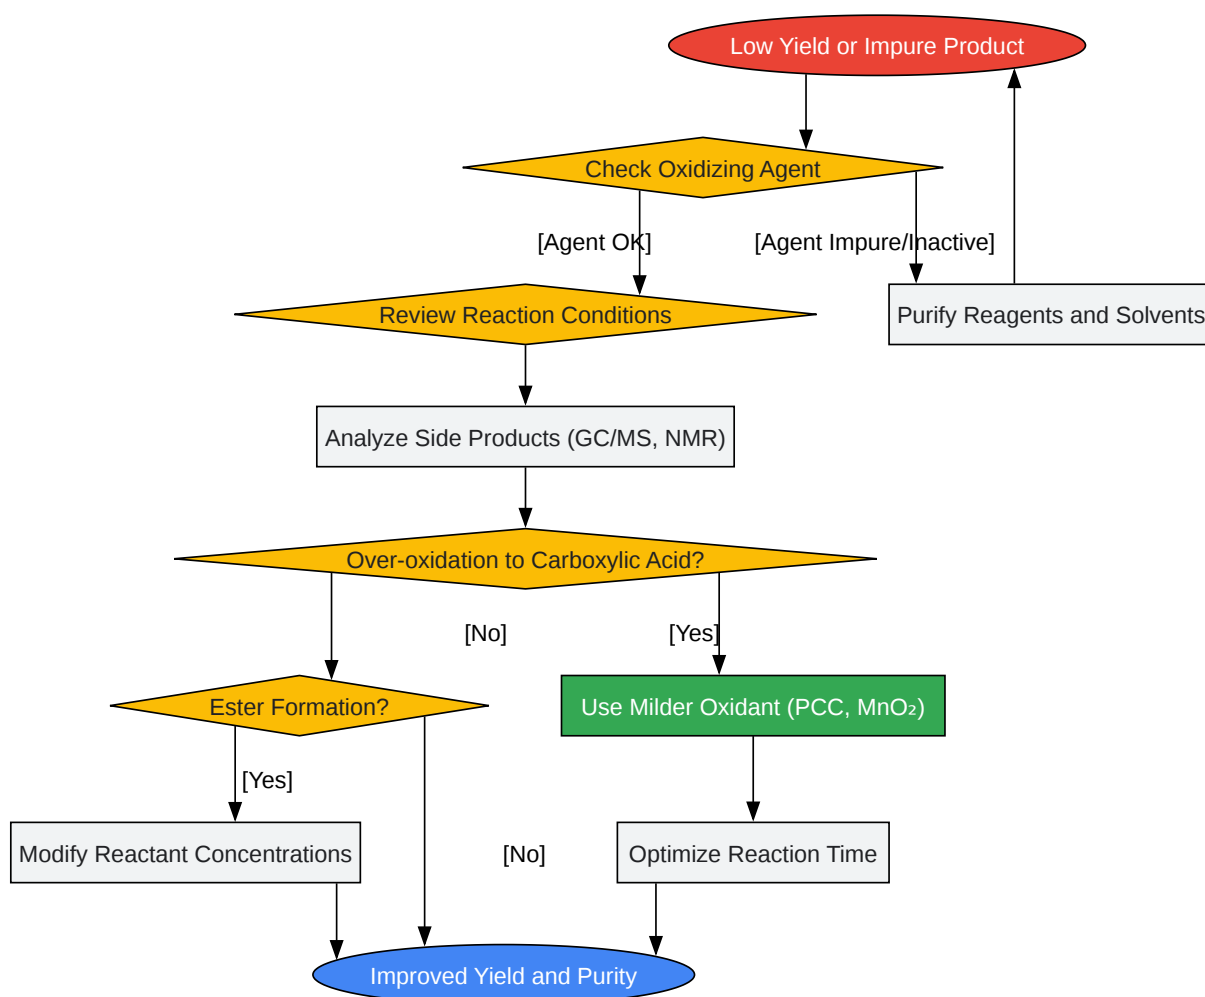 Low Yield or Impure Product
Check Oxidizing Agent
[Agent OK]
[Agent Impure/Inactive]
Review Reaction Conditions
Purify Reagents and Solvents
Analyze Side Products (GC/MS, NMR)
Over-oxidation to Carboxylic Acid?
[No]
[Yes]
Ester Formation?
Use Milder Oxidant (PCC, MnO₂)
[Yes]
Modify Reactant Concentrations
[No]
Optimize Reaction Time
Improved Yield and Purity